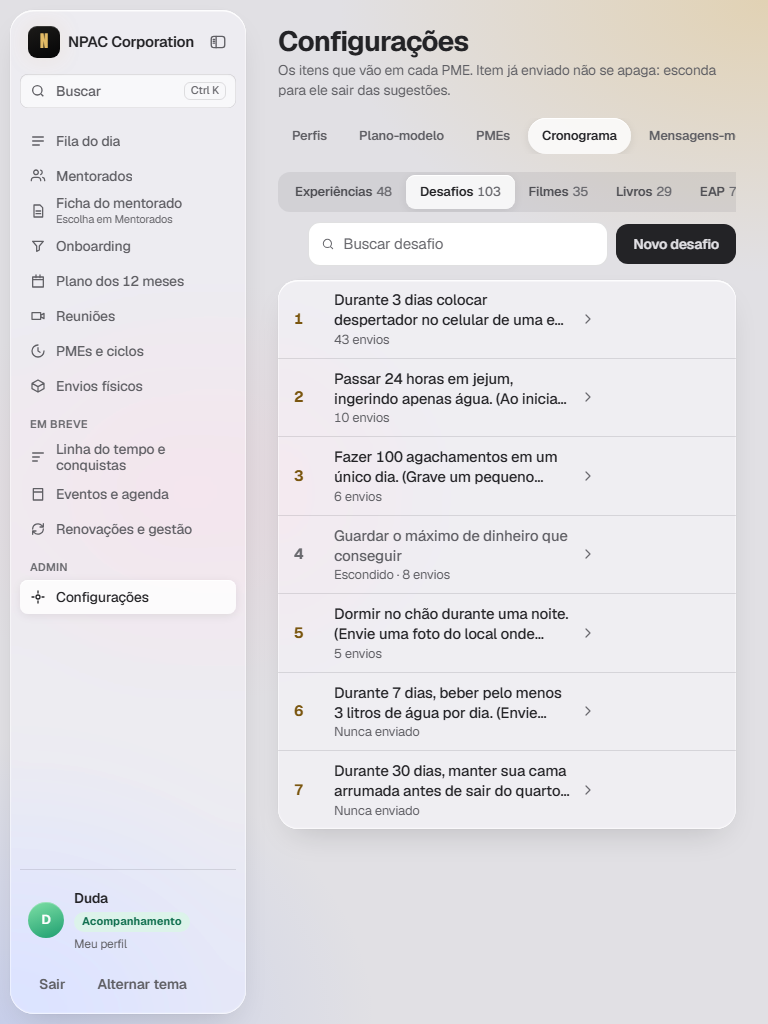 N
NPAC Corporation
Buscar
Ctrl K
Fila do dia
Mentorados
Ficha do mentorado
Escolha em Mentorados
Onboarding
Plano dos 12 meses
Reuniões
PMEs e ciclos
Envios físicos
EM BREVE
Linha do tempo e
conquistas
Eventos e agenda
Renovações e gestão
ADMIN
Configurações
D
Duda
Acompanhamento
Meu perfil
Sair
Alternar tema
Configurações
Os itens que vão em cada PME. Item já enviado não se apaga: esconda
para ele sair das sugestões.
Perfis
Plano-modelo
PMEs
Cronograma
Mensagens-m
Experiências 48
Desafios 103
Filmes 35
Livros 29
EAP 7
Buscar desafio
Novo desafio
1
Durante 3 dias colocar
despertador no celular de uma e...
43 envios
2
Passar 24 horas em jejum,
ingerindo apenas água. (Ao inicia...
10 envios
3
Fazer 100 agachamentos em um
único dia. (Grave um pequeno...
6 envios
4
Guardar o máximo de dinheiro que
conseguir
Escondido · 8 envios
5
Dormir no chão durante uma noite.
(Envie uma foto do local onde...
5 envios
6
Durante 7 dias, beber pelo menos
3 litros de água por dia. (Envie...
Nunca enviado
7
Durante 30 dias, manter sua cama
arrumada antes de sair do quarto...
Nunca enviado